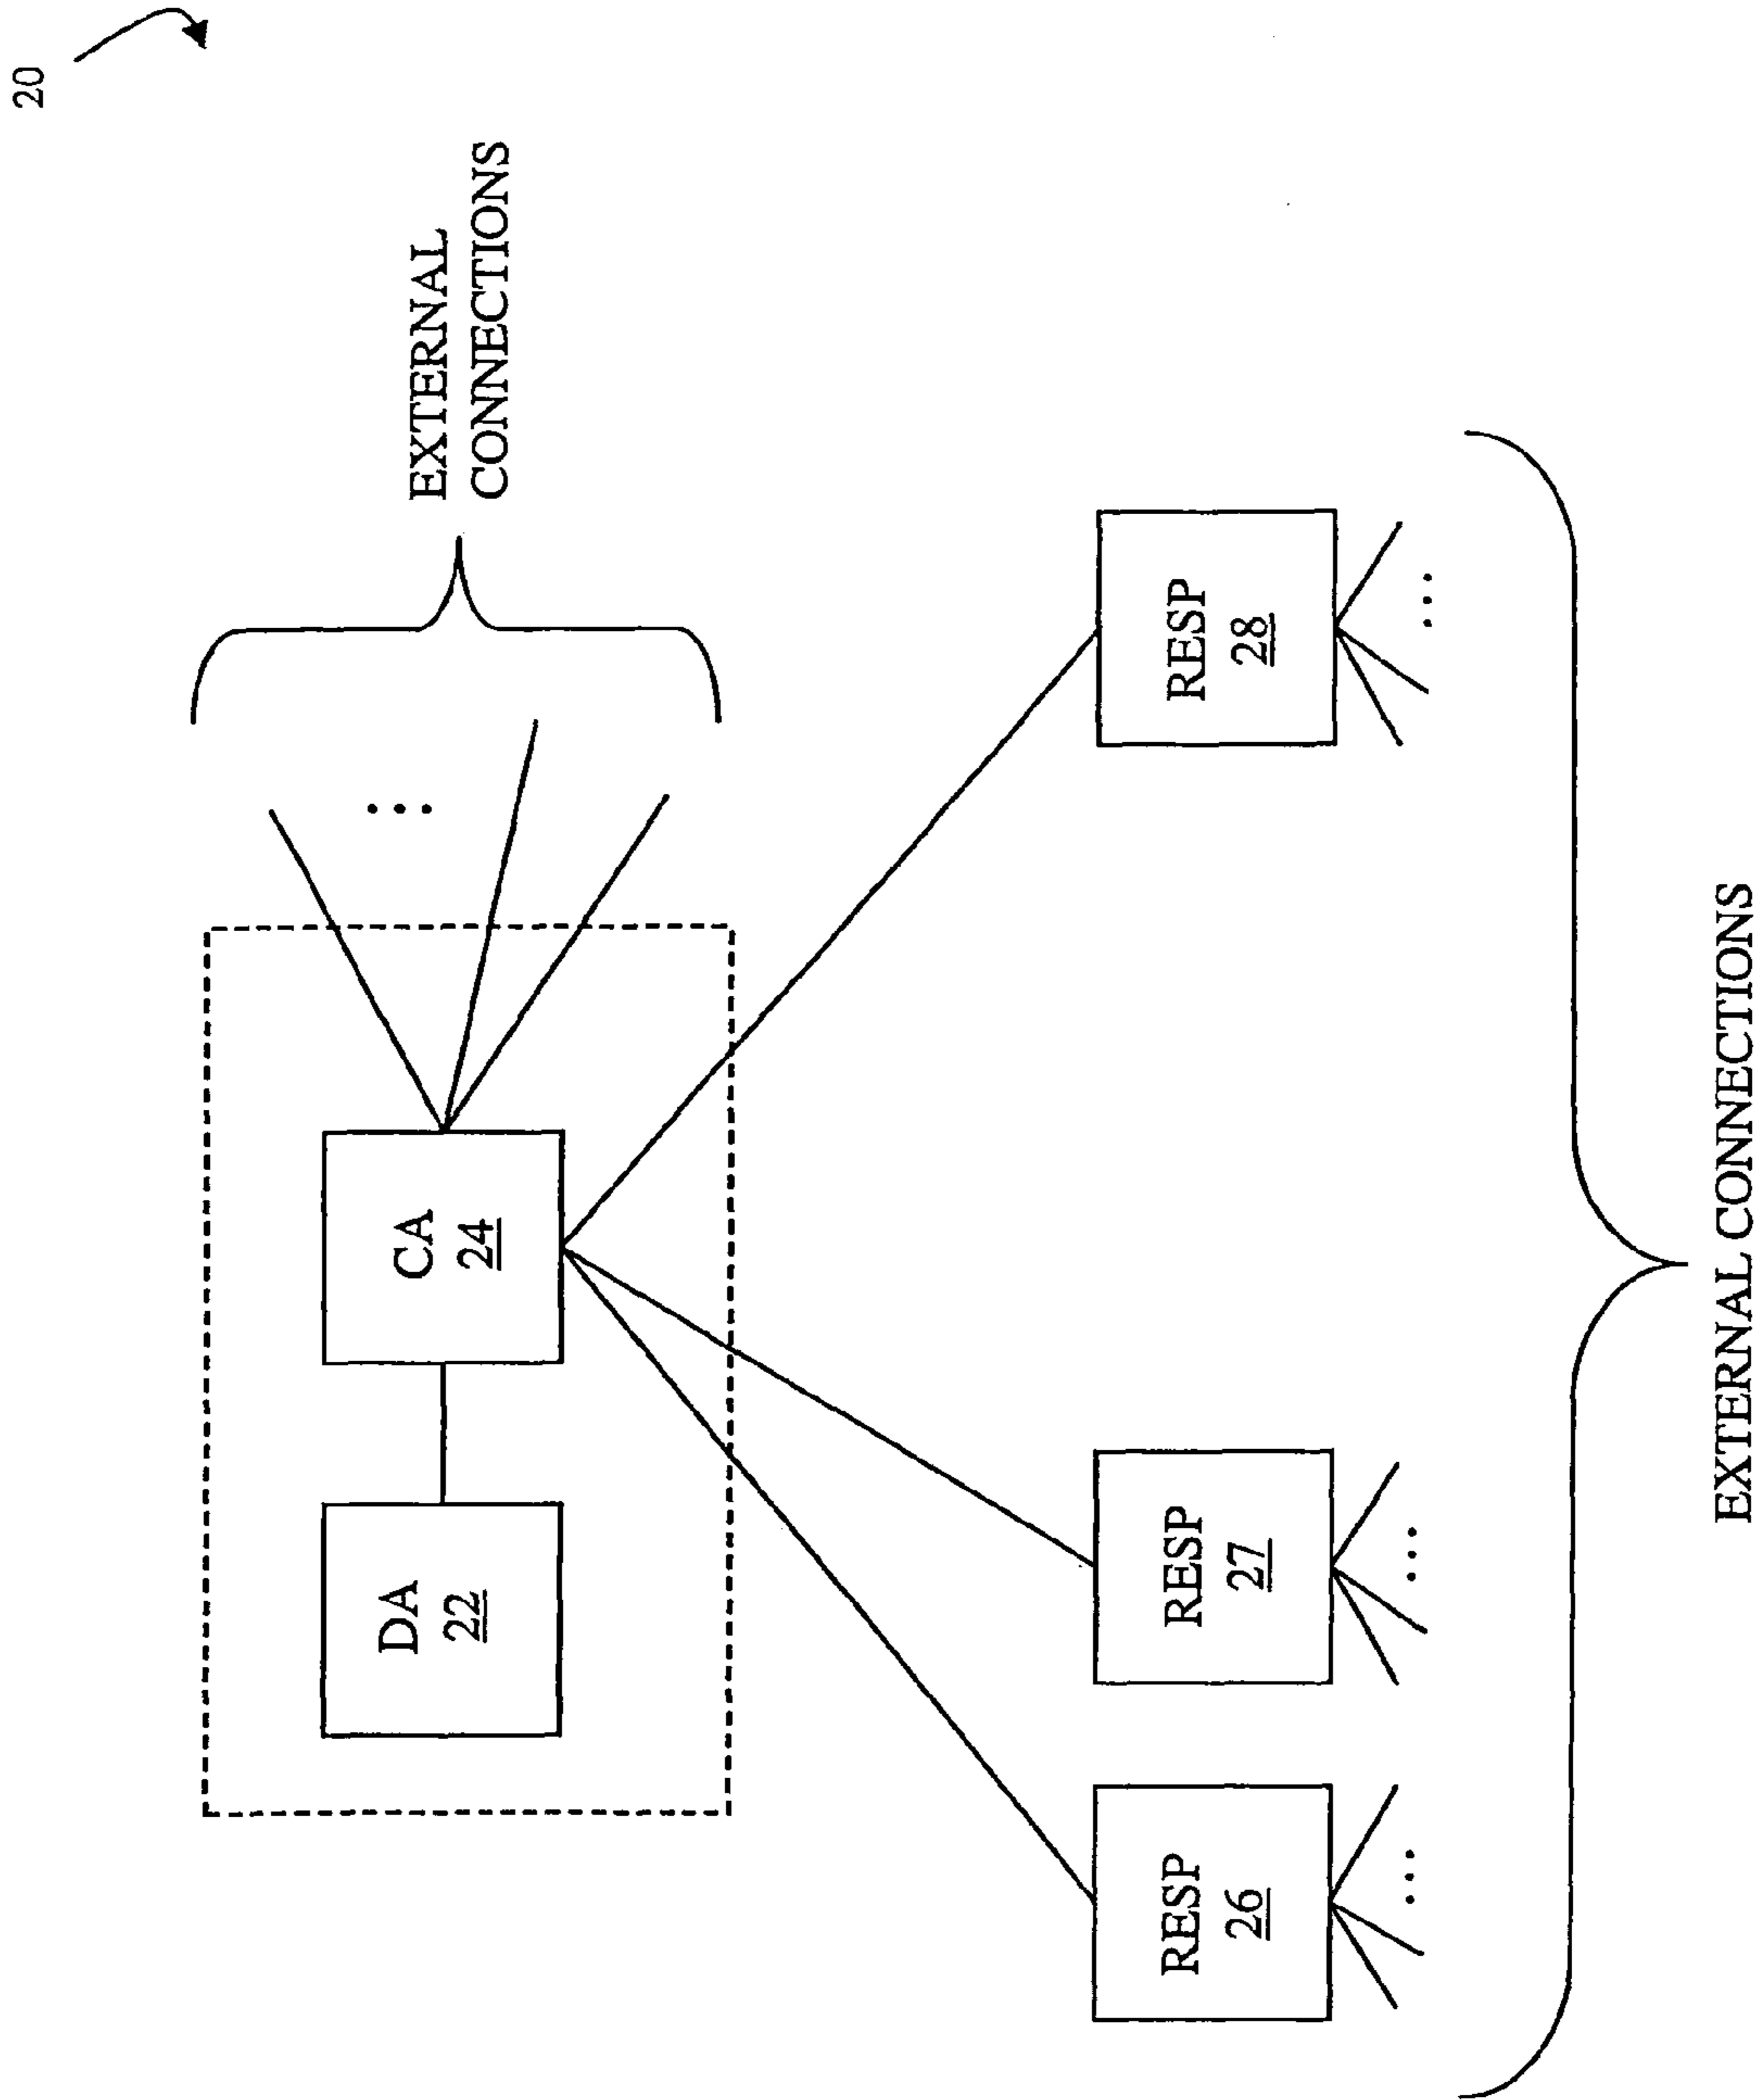 20
EXTERNAL
CONNECTIONS
DA
22
CA
24
RESP
26
RESP
27
RESP
28
EXTERNAL CONNECTIONS